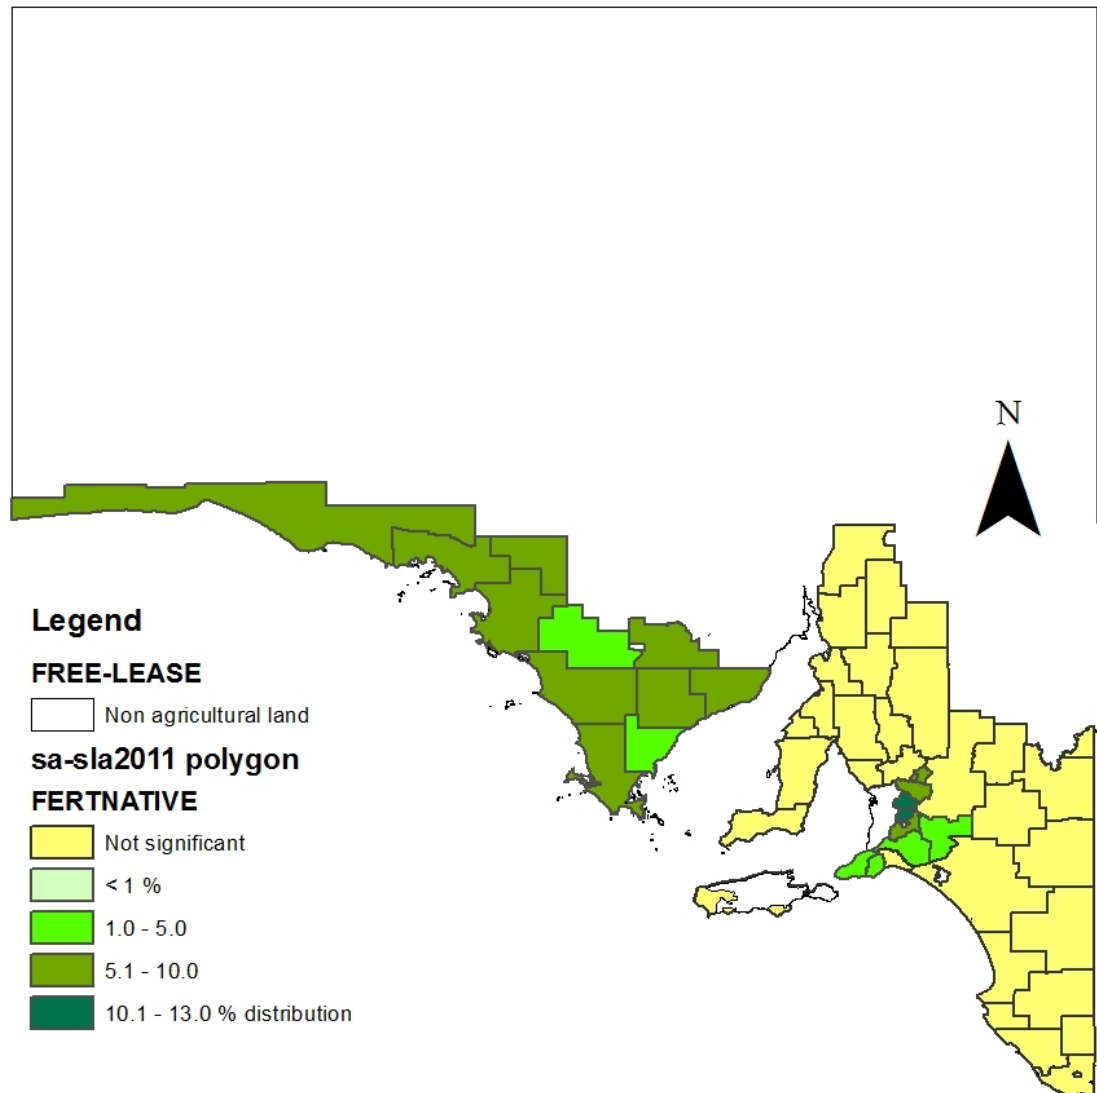 N
Legend
FREE-LEASE
Non agricultural land
sa-sla2011 polygon
FERTNATIVE
Not significant
< 1 %
1.0 - 5.0
5.1 - 10.0
10.1 - 13.0 % distribution